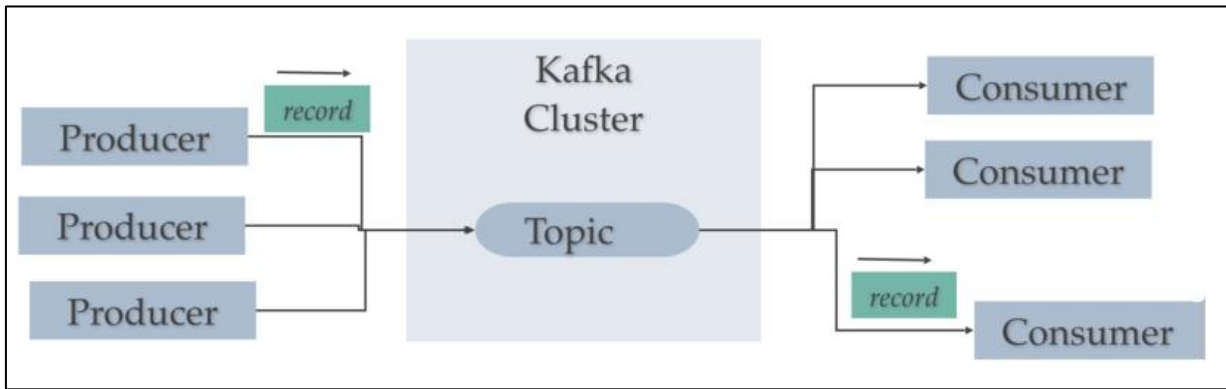 record
Producer
Producer
Producer
Kafka
Cluster
Topic
Consumer
Consumer
record
Consumer